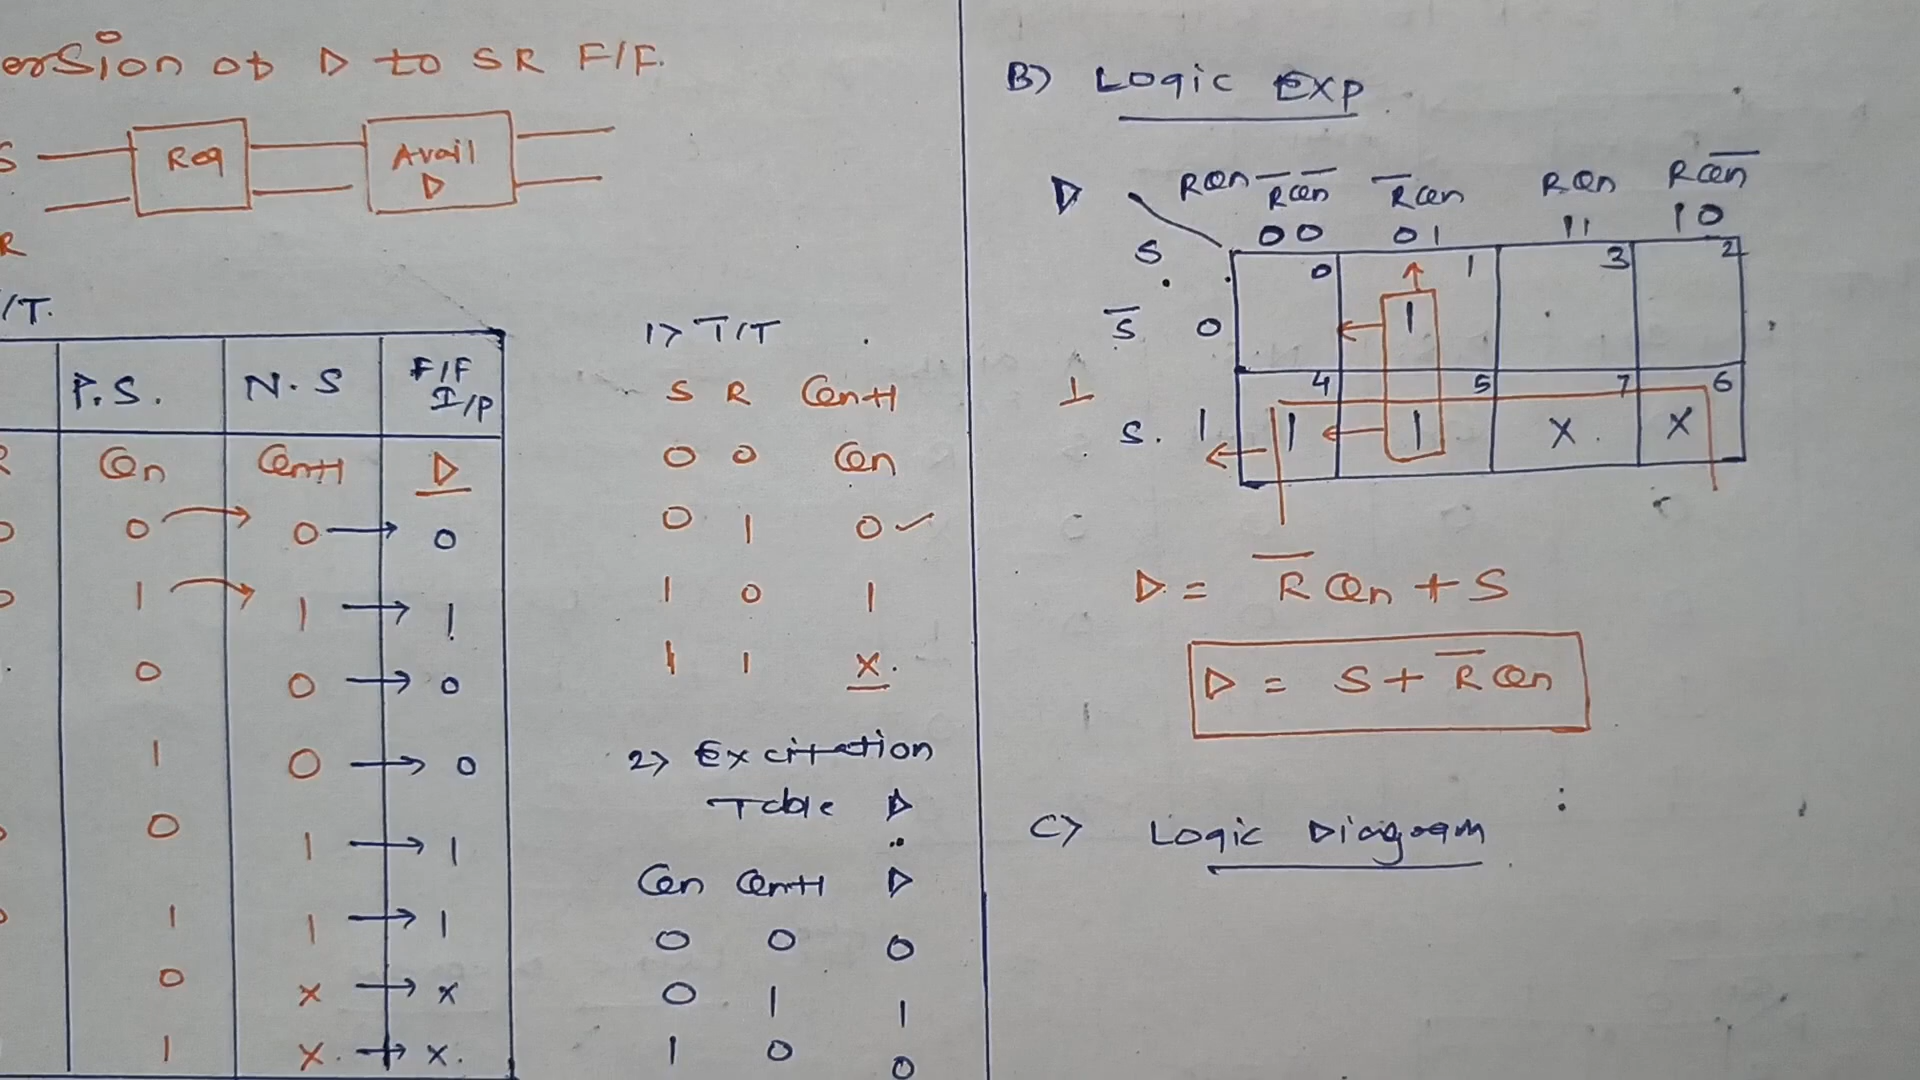 ersion of D to SR F/F.
S Req Avail
D
R
/T.
P.S. N.S F/F
I/P
R Qn Qn+1 D
0 0 0 0
0 1 1 1
0 0 0
1 0 0
0 0 1 1
0 1 1 1
0 x x
1 x. x.
1> T/T
S R Qn+1
0 0 Qn
0 1 0 ✓
1 0 1
1 1 x.
2> Excitation
Table D
Qn Qn+1 D
0 0 0
0 1 1
1 0 0
B) Logic Exp.
D RQn R̅Q̅n̅ R̅Qn RQn RQ̅n̅
S 00 01 11 10
0 1 3 2
S̅ 0 1
4 5 7 6
S. 1 1 1 x. x
D = R̅Qn + S
D = S + R̅Qn
C> Logic Diagram